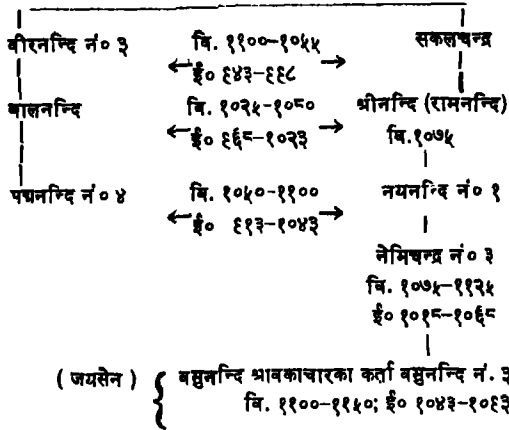 वीरनन्दि नं० ३ वि. ११००-१०५५ सकलचन्द्र
ई० ९४३-९९८
बालनन्दि वि. १०२५-१०८० श्रीनन्दि (रामनन्दि)
ई० ९६८-१०२३ वि.१०७५
पद्मनन्दि नं० ४ वि. १०५०-११०० नयनन्दि नं० १
ई० ९९३-१०४३
नेमिचन्द्र नं० ३
वि. १०७५-११२५
ई० १०१८-१०६८
(जयसेन) { वसुनन्दि श्रावकाचारका कर्ता वसुनन्दि नं. ३
वि. ११००-११५०; ई० १०४३-१०९३